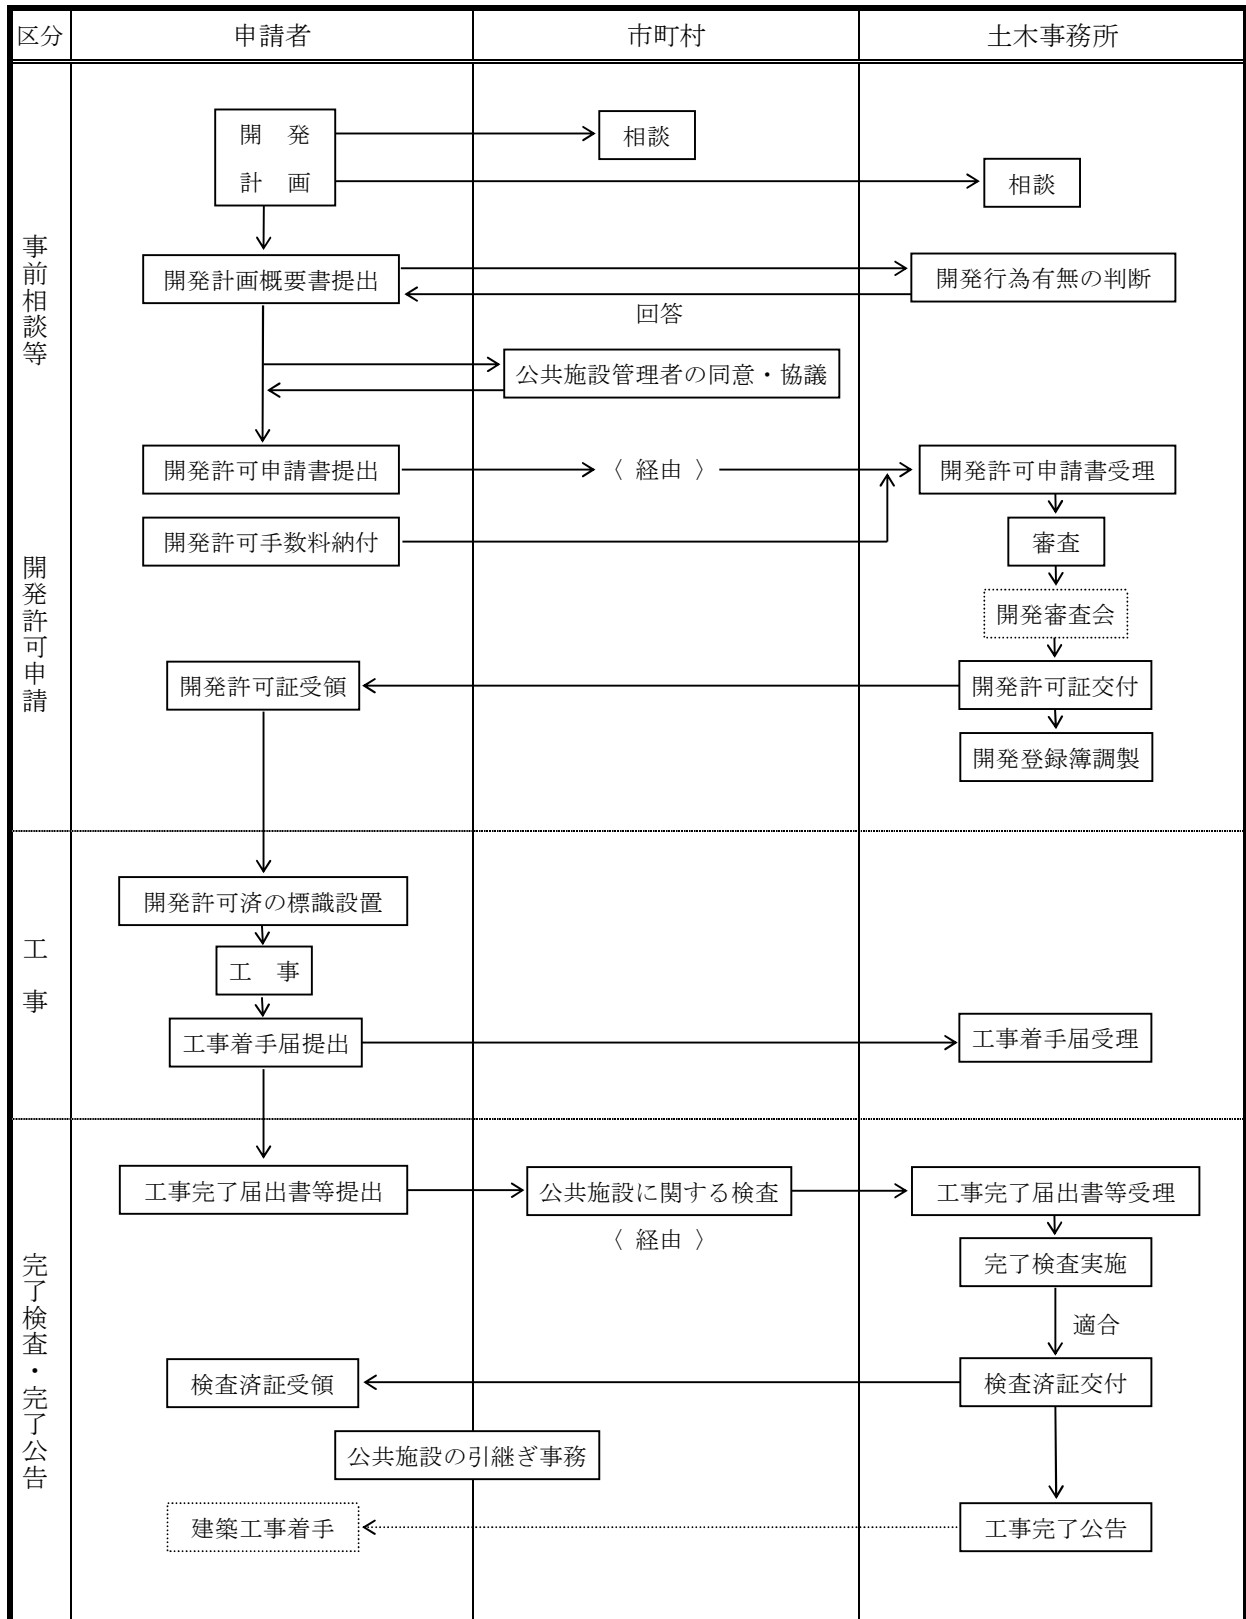 区分 申請者 市町村 土木事務所
事前相談等
開　発
計　画
相談
相談
開発計画概要書提出
開発行為有無の判断
回答
公共施設管理者の同意・協議
開発許可申請
開発許可申請書提出
〈 経由 〉
開発許可申請書受理
開発許可手数料納付
審査
開発審査会
開発許可証受領
開発許可証交付
開発登録簿調製
工　事
開発許可済の標識設置
工　事
工事着手届提出
工事着手届受理
完了検査・完了公告
工事完了届出書等提出
公共施設に関する検査
工事完了届出書等受理
〈 経由 〉
完了検査実施
適合
検査済証受領
検査済証交付
公共施設の引継ぎ事務
建築工事着手
工事完了公告